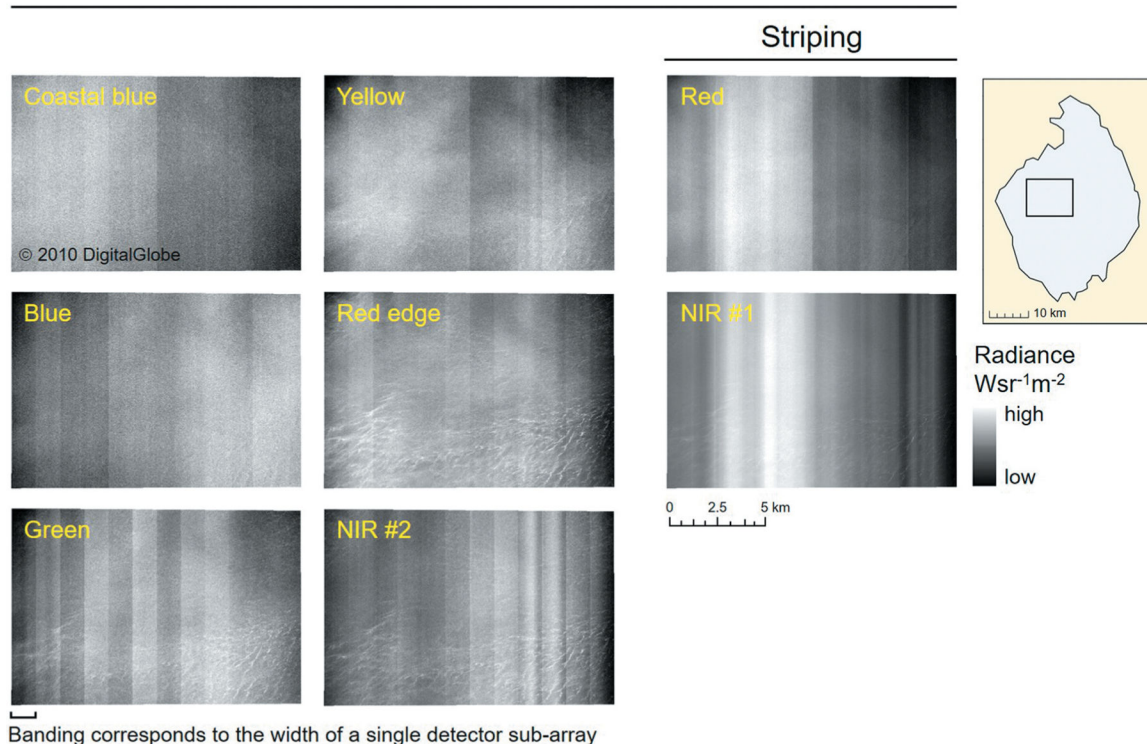 Striping
Coastal blue
Yellow
Red
© 2010 DigitalGlobe
10 km
Blue
Red edge
NIR #1
Radiance
Wsr⁻¹m⁻²
high
low
0 2.5 5 km
Green
NIR #2
Banding corresponds to the width of a single detector sub-array